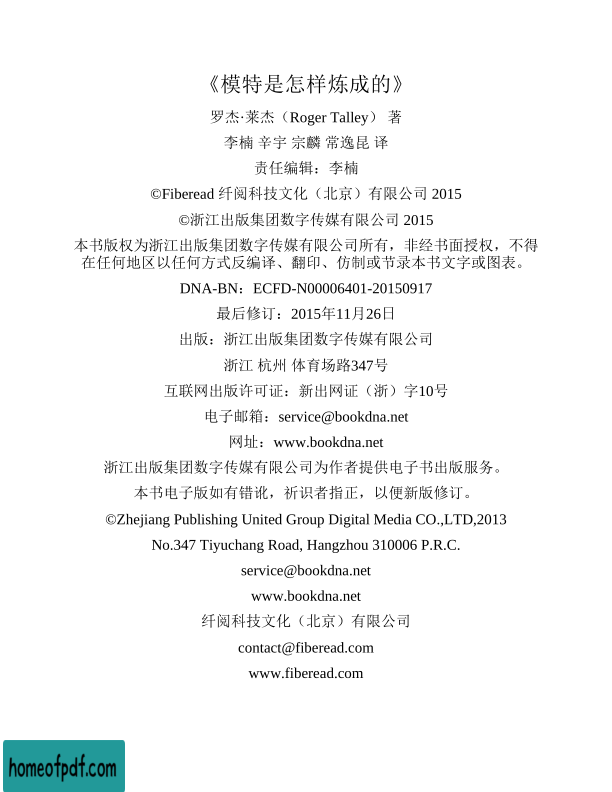 《模特是怎样炼成的》
罗杰·莱杰（Roger Talley） 著
李楠 辛宇 宗麟 常逸昆 译
责任编辑：李楠
©Fiberead 纤阅科技文化（北京）有限公司 2015
©浙江出版集团数字传媒有限公司 2015
本书版权为浙江出版集团数字传媒有限公司所有，非经书面授权，不得
在任何地区以任何方式反编译、翻印、仿制或节录本书文字或图表。
DNA-BN：ECFD-N00006401-20150917
最后修订：2015年11月26日
出版：浙江出版集团数字传媒有限公司
浙江 杭州 体育场路347号
互联网出版许可证：新出网证（浙）字10号
电子邮箱：service@bookdna.net
网址：www.bookdna.net
浙江出版集团数字传媒有限公司为作者提供电子书出版服务。
本书电子版如有错讹，祈识者指正，以便新版修订。
©Zhejiang Publishing United Group Digital Media CO.,LTD,2013
No.347 Tiyuchang Road, Hangzhou 310006 P.R.C.
service@bookdna.net
www.bookdna.net
纤阅科技文化（北京）有限公司
contact@fiberead.com
www.fiberead.com
homeofpdf.com